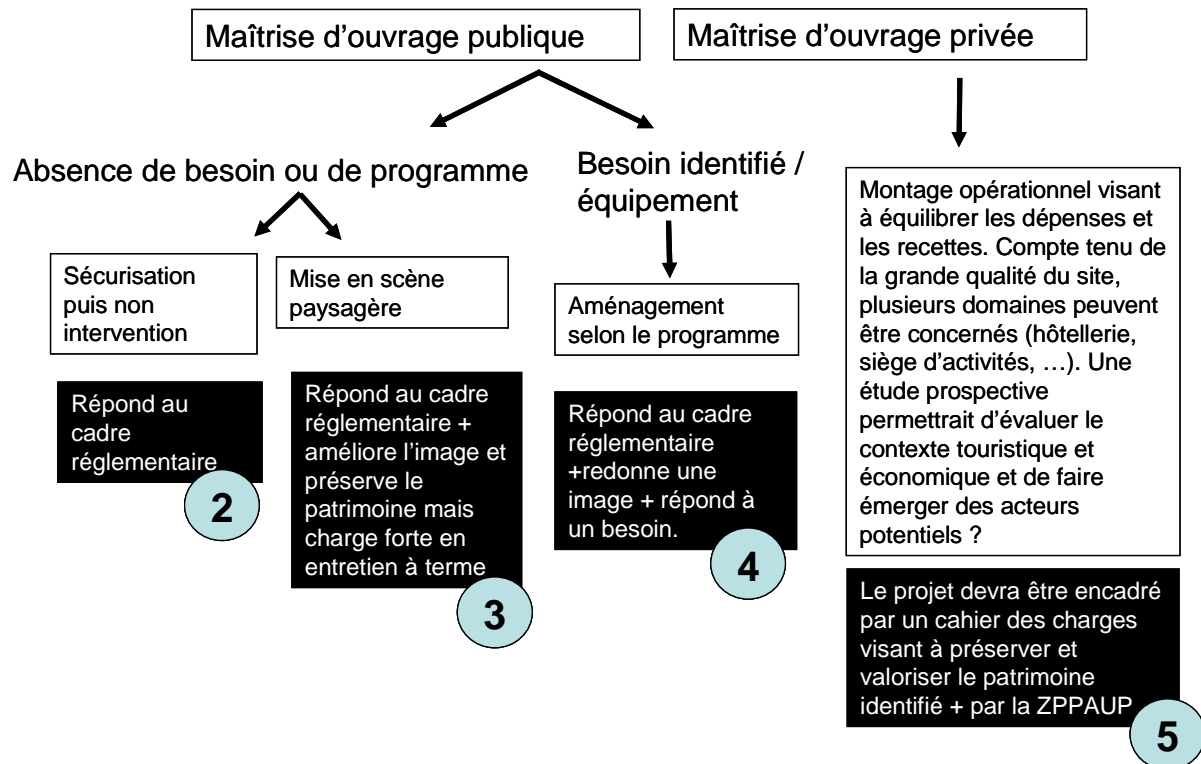 Maîtrise d'ouvrage publique
Maîtrise d'ouvrage privée
Absence de besoin ou de programme
Besoin identifié /
équipement
Sécurisation
puis non
intervention
Mise en scène
paysagère
Aménagement
selon le programme
Montage opérationnel visant
à équilibrer les dépenses et
les recettes. Compte tenu de
la grande qualité du site,
plusieurs domaines peuvent
être concernés (hôtellerie,
siège d'activités, …). Une
étude prospective
permettrait d'évaluer le
contexte touristique et
économique et de faire
émerger des acteurs
potentiels ?
Répond au
cadre
réglementaire
2
Répond au cadre
réglementaire +
améliore l'image et
préserve le
patrimoine mais
charge forte en
entretien à terme
3
Répond au cadre
réglementaire
+redonne une
image + répond à
un besoin.
4
Le projet devra être encadré
par un cahier des charges
visant à préserver et
valoriser le patrimoine
identifié + par la ZPPAUP
5